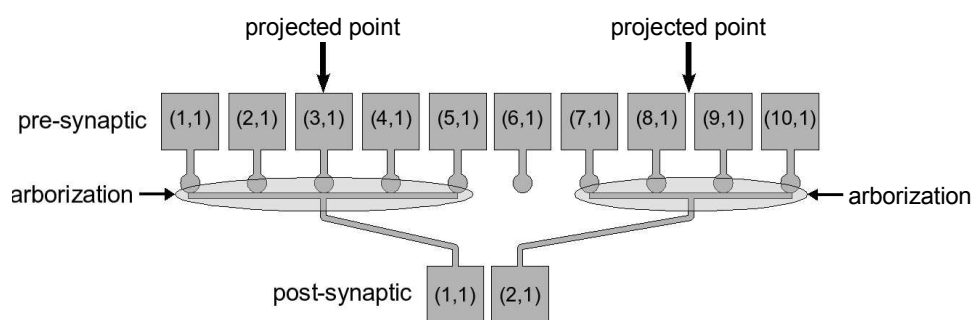 projected point projected point
pre-synaptic (1,1) (2,1) (3,1) (4,1) (5,1) (6,1) (7,1) (8,1) (9,1) (10,1)
arborization arborization
post-synaptic (1,1) (2,1)